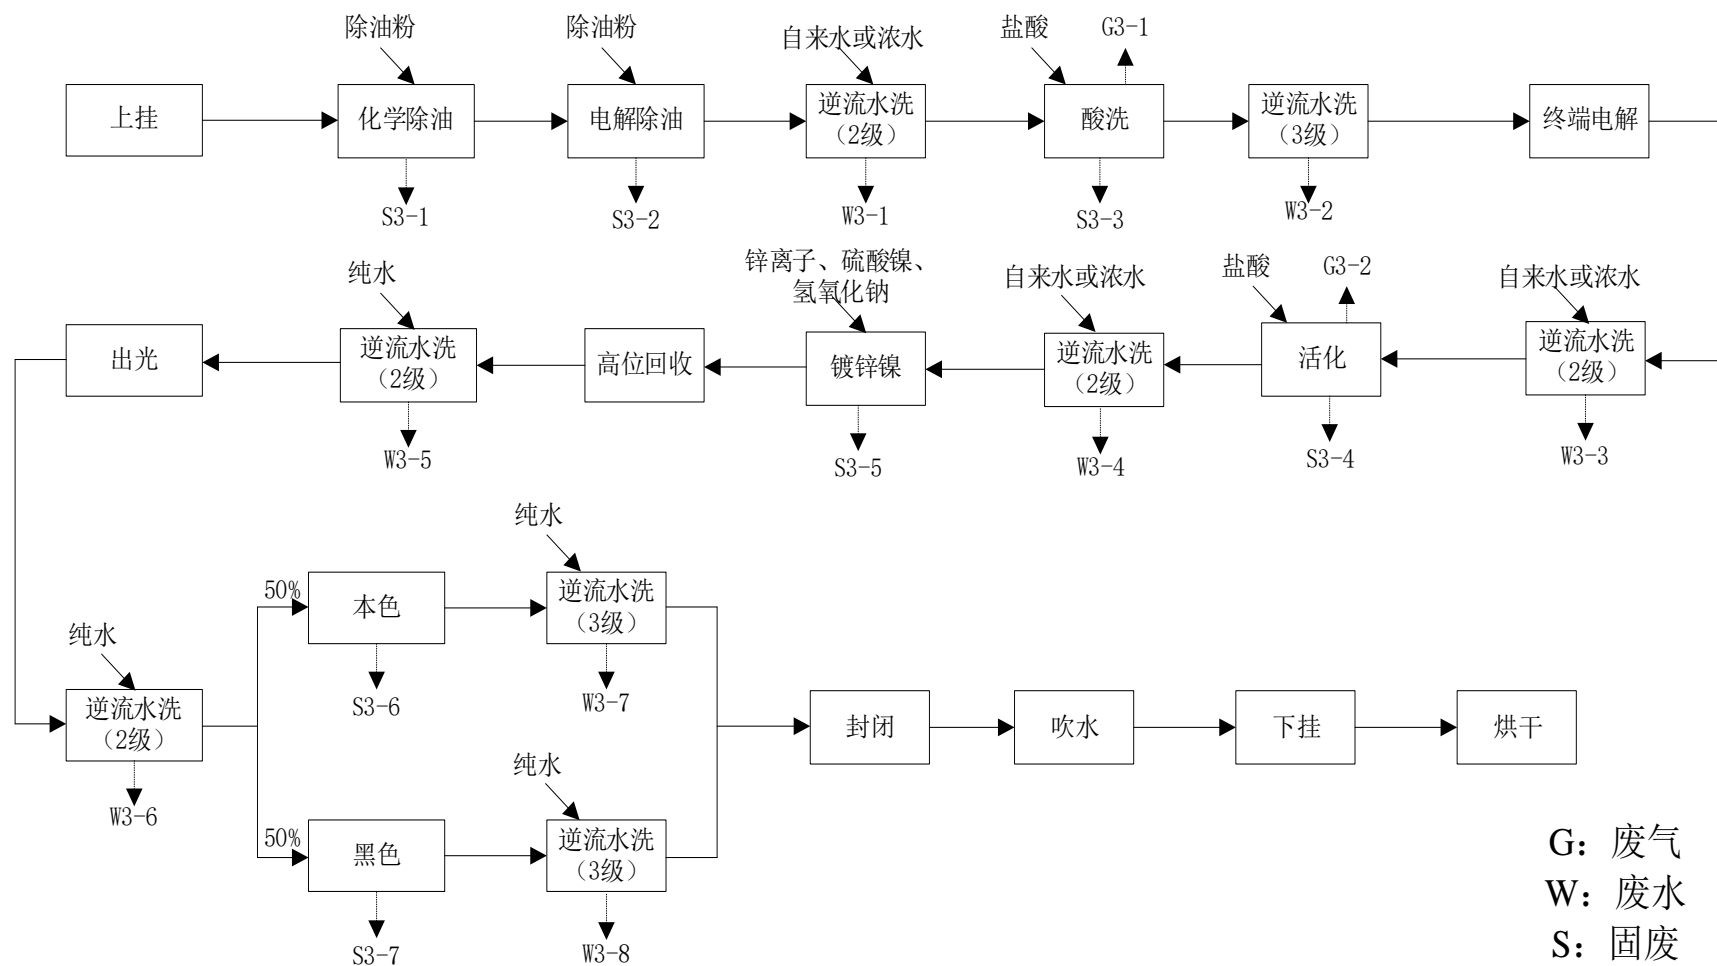 除油粉
除油粉
自来水或浓水
盐酸
G3-1
上挂
化学除油
电解除油
逆流水洗
（2级）
酸洗
逆流水洗
（3级）
终端电解
S3-1
S3-2
W3-1
S3-3
W3-2
纯水
锌离子、硫酸镍、
氢氧化钠
自来水或浓水
盐酸
G3-2
自来水或浓水
出光
逆流水洗
（2级）
高位回收
镀锌镍
逆流水洗
（2级）
活化
逆流水洗
（2级）
W3-5
S3-5
W3-4
S3-4
W3-3
纯水
50%
本色
逆流水洗
（3级）
纯水
S3-6
W3-7
逆流水洗
（2级）
封闭
吹水
下挂
烘干
纯水
W3-6
50%
黑色
逆流水洗
（3级）
S3-7
W3-8
G：废气
W：废水
S：固废